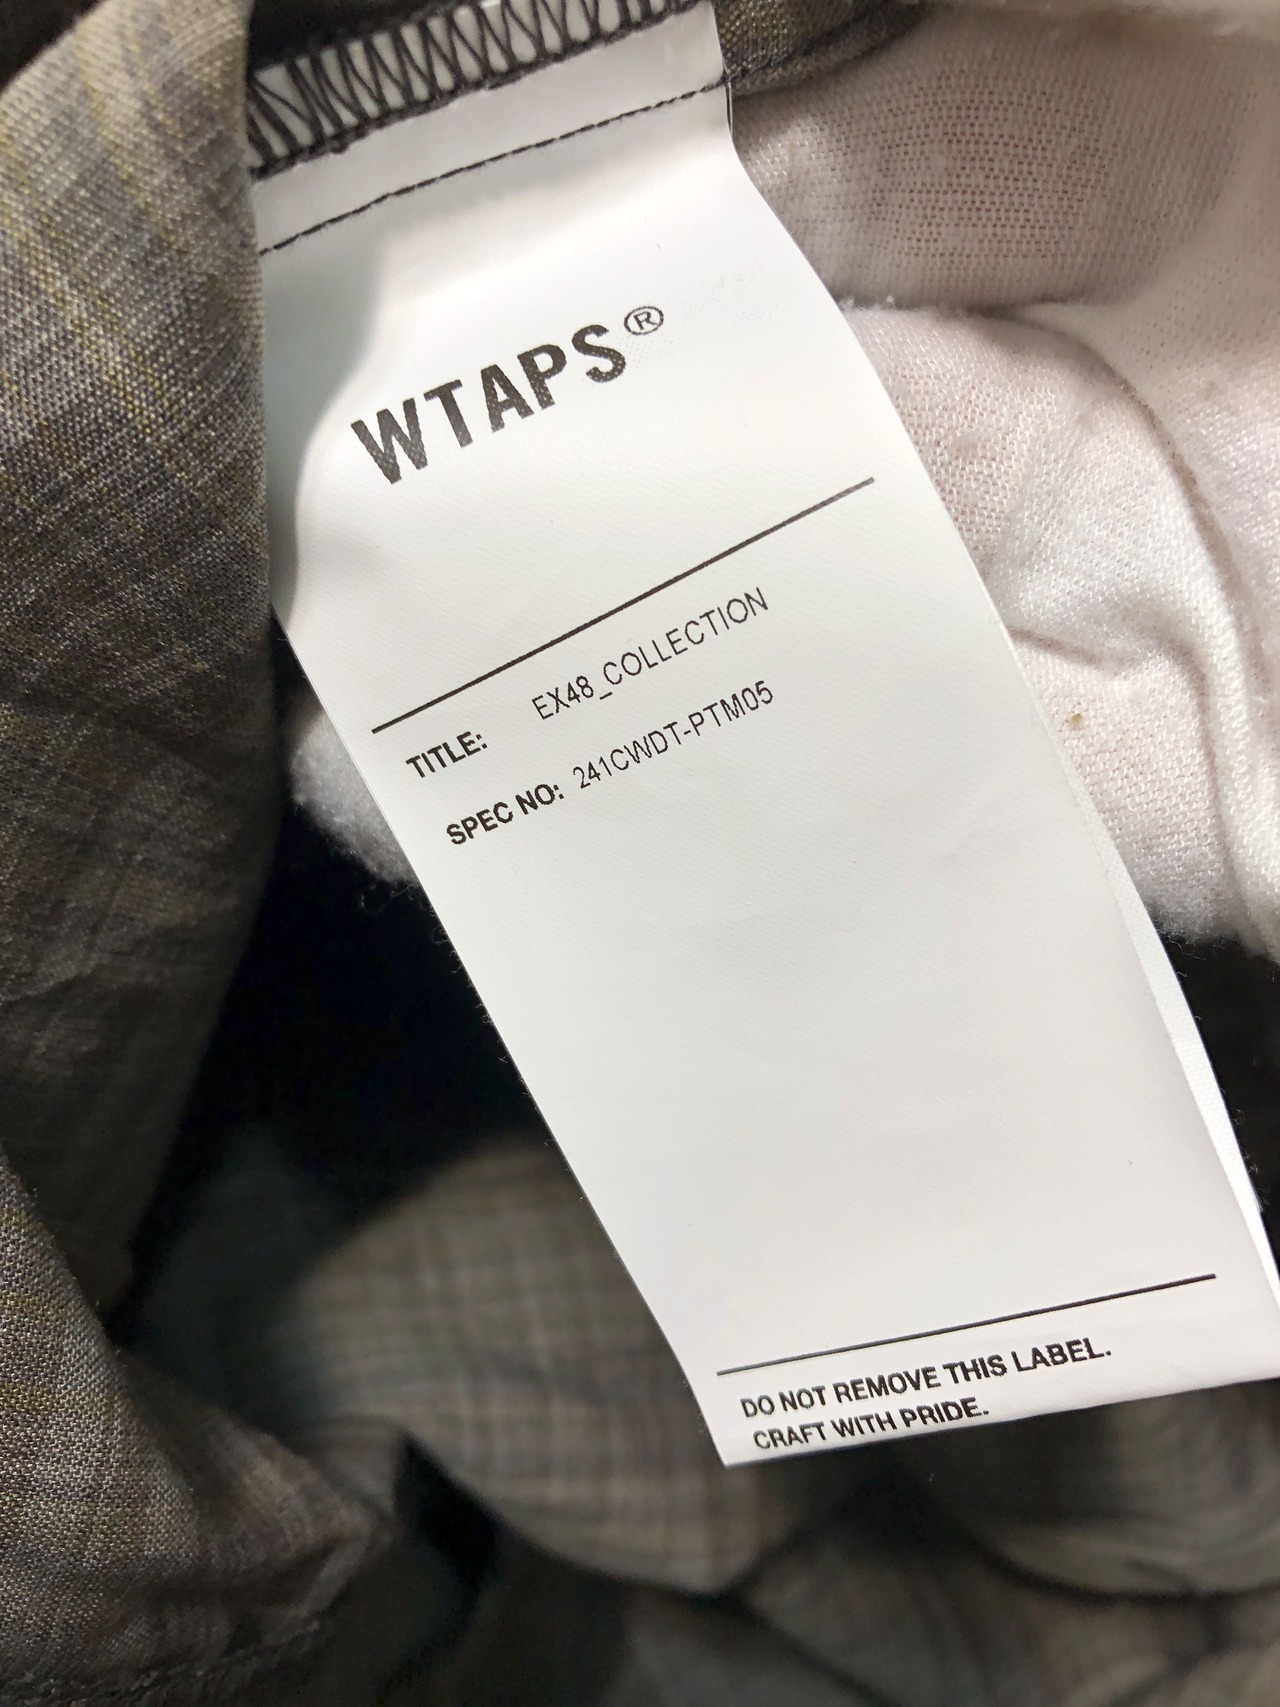 WTAPS®
TITLE: EX48_COLLECTION
SPEC NO: 241CWDT-PTM05
DO NOT REMOVE THIS LABEL.
CRAFT WITH PRIDE.